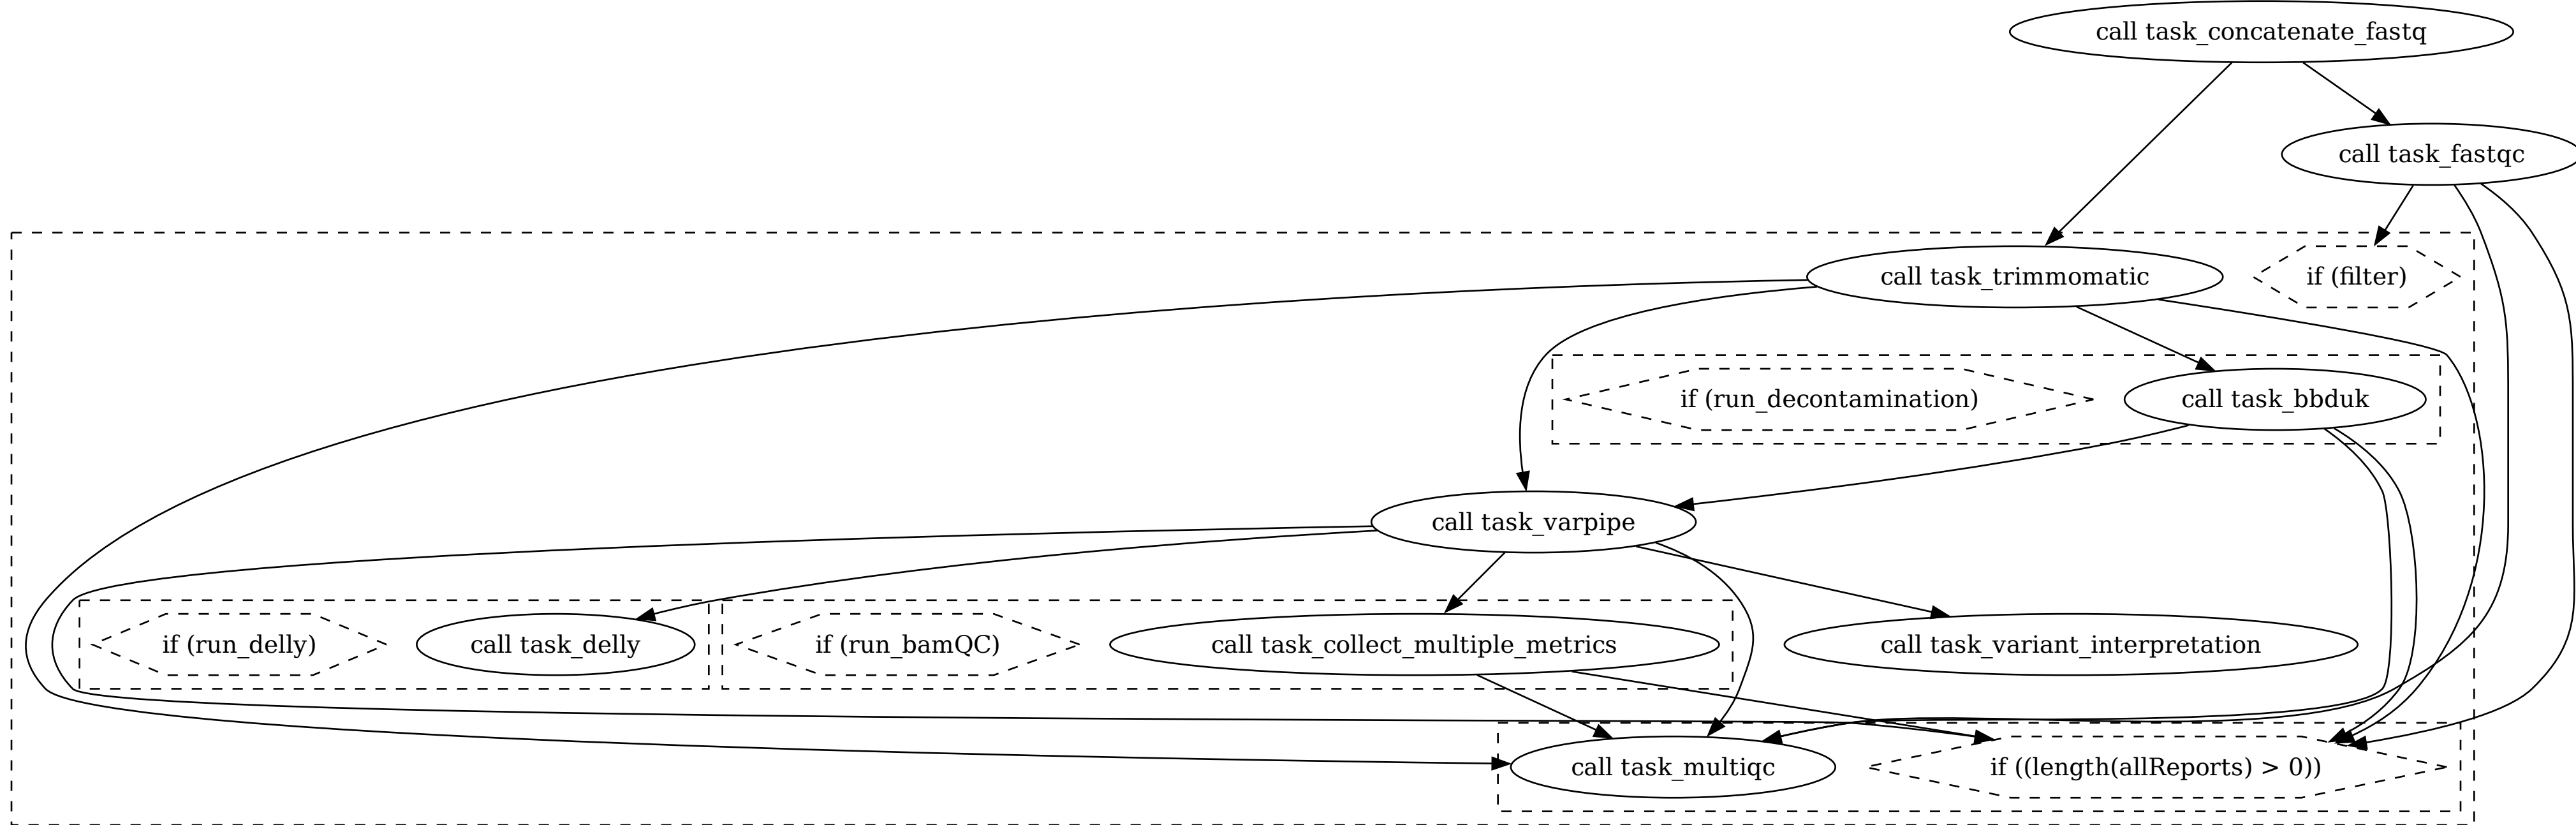 call task_concatenate_fastq
call task_fastqc
call task_trimmomatic
if (filter)
if (run_decontamination)
call task_bbduk
call task_varpipe
if (run_delly)
call task_delly
if (run_bamQC)
call task_collect_multiple_metrics
call task_variant_interpretation
call task_multiqc
if ((length(allReports) > 0))